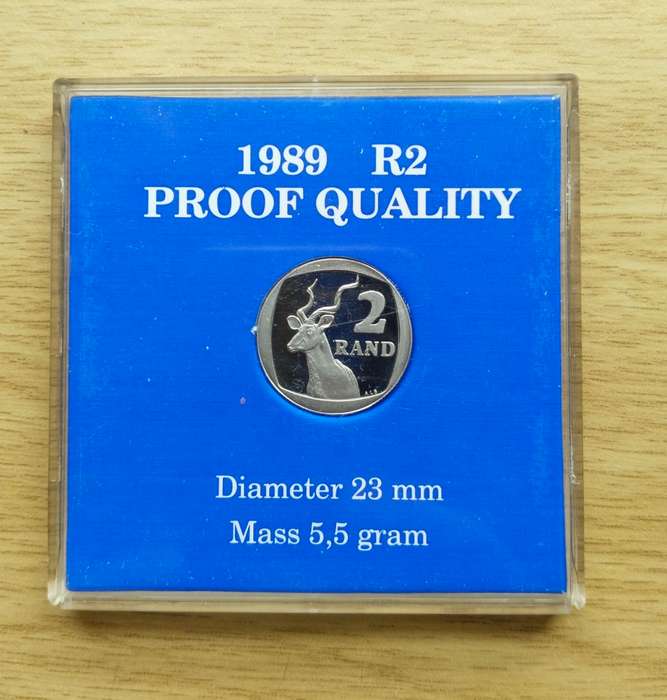 1989 R2
PROOF QUALITY
2
RAND
Diameter 23 mm
Mass 5,5 gram